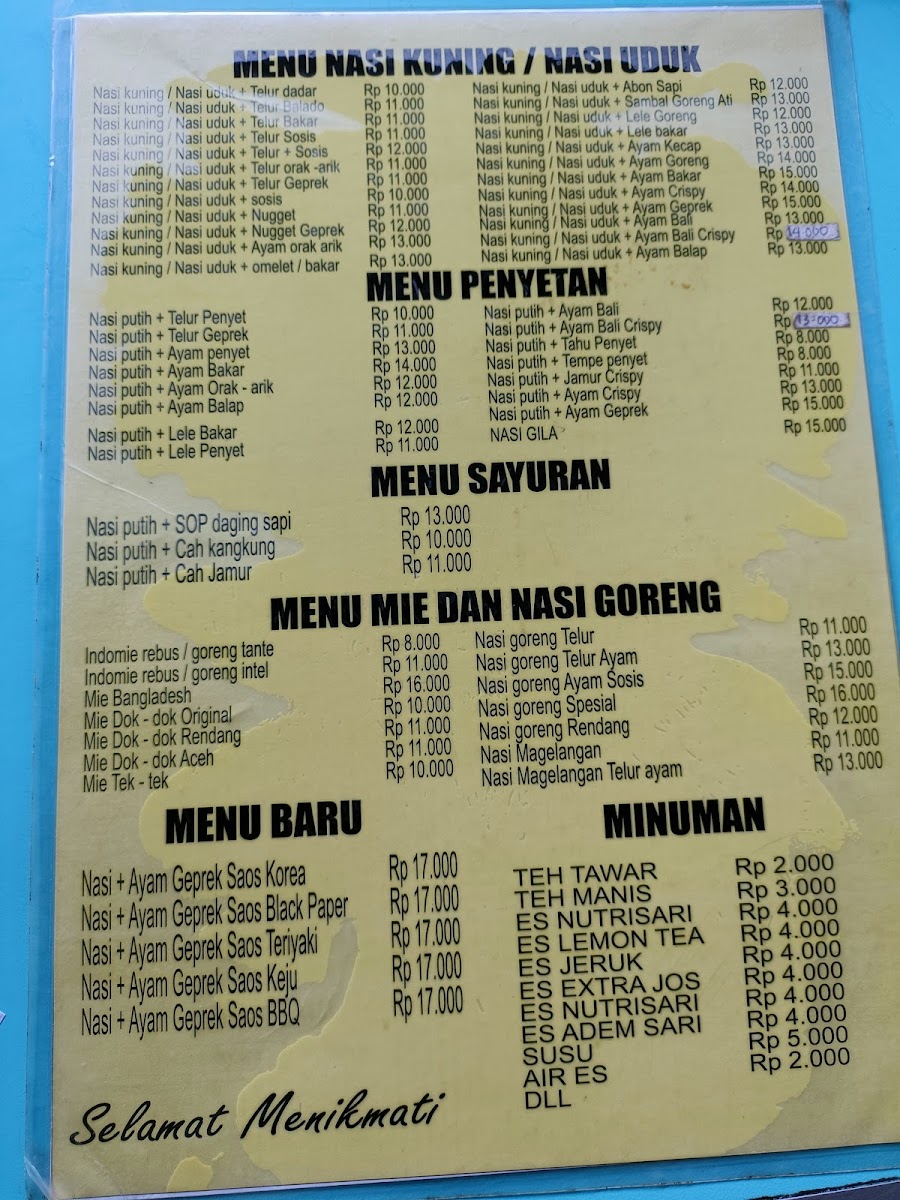 MENU NASI KUNING / NASI UDUK
Nasi kuning / Nasi uduk + Telur dadar Rp 10.000
Nasi kuning / Nasi uduk + Telur Balado Rp 11.000
Nasi kuning / Nasi uduk + Telur Bakar Rp 11.000
Nasi kuning / Nasi uduk + Telur Sosis Rp 11.000
Nasi kuning / Nasi uduk + Telur + Sosis Rp 12.000
Nasi kuning / Nasi uduk + Telur orak -arik Rp 11.000
Nasi kuning / Nasi uduk + Telur Geprek Rp 11.000
Nasi kuning / Nasi uduk + sosis Rp 10.000
Nasi kuning / Nasi uduk + Nugget Rp 11.000
Nasi kuning / Nasi uduk + Nugget Geprek Rp 12.000
Nasi kuning / Nasi uduk + Ayam orak arik Rp 13.000
Nasi kuning / Nasi uduk + omelet / bakar Rp 13.000
Nasi kuning / Nasi uduk + Abon Sapi Rp 12.000
Nasi kuning / Nasi uduk + Sambal Goreng Ati Rp 13.000
Nasi kuning / Nasi uduk + Lele Goreng Rp 12.000
Nasi kuning / Nasi uduk + Lele bakar Rp 13.000
Nasi kuning / Nasi uduk + Ayam Kecap Rp 13.000
Nasi kuning / Nasi uduk + Ayam Goreng Rp 14.000
Nasi kuning / Nasi uduk + Ayam Bakar Rp 15.000
Nasi kuning / Nasi uduk + Ayam Crispy Rp 14.000
Nasi kuning / Nasi uduk + Ayam Geprek Rp 15.000
Nasi kuning / Nasi uduk + Ayam Bali Rp 13.000
Nasi kuning / Nasi uduk + Ayam Bali Crispy Rp 14.000
Nasi kuning / Nasi uduk + Ayam Balap Rp 13.000
MENU PENYETAN
Nasi putih + Telur Penyet Rp 10.000
Nasi putih + Telur Geprek Rp 11.000
Nasi putih + Ayam penyet Rp 13.000
Nasi putih + Ayam Bakar Rp 14.000
Nasi putih + Ayam Orak - arik Rp 12.000
Nasi putih + Ayam Balap Rp 12.000
Nasi putih + Lele Bakar Rp 12.000
Nasi putih + Lele Penyet Rp 11.000
Nasi putih + Ayam Bali Rp 12.000
Nasi putih + Ayam Bali Crispy Rp 13.000
Nasi putih + Tahu Penyet Rp 8.000
Nasi putih + Tempe penyet Rp 8.000
Nasi putih + Jamur Crispy Rp 11.000
Nasi putih + Ayam Crispy Rp 13.000
Nasi putih + Ayam Geprek Rp 15.000
NASI GILA Rp 15.000
MENU SAYURAN
Nasi putih + SOP daging sapi Rp 13.000
Nasi putih + Cah kangkung Rp 10.000
Nasi putih + Cah Jamur Rp 11.000
MENU MIE DAN NASI GORENG
Indomie rebus / goreng tante Rp 8.000
Indomie rebus / goreng intel Rp 11.000
Mie Bangladesh Rp 16.000
Mie Dok - dok Original Rp 10.000
Mie Dok - dok Rendang Rp 11.000
Mie Dok - dok Aceh Rp 11.000
Mie Tek - tek Rp 10.000
Nasi goreng Telur Rp 11.000
Nasi goreng Telur Ayam Rp 13.000
Nasi goreng Ayam Sosis Rp 15.000
Nasi goreng Spesial Rp 16.000
Nasi goreng Rendang Rp 12.000
Nasi Magelangan Rp 11.000
Nasi Magelangan Telur ayam Rp 13.000
MENU BARU
Nasi + Ayam Geprek Saos Korea Rp 17.000
Nasi + Ayam Geprek Saos Black Paper Rp 17.000
Nasi + Ayam Geprek Saos Teriyaki Rp 17.000
Nasi + Ayam Geprek Saos Keju Rp 17.000
Nasi + Ayam Geprek Saos BBQ Rp 17.000
MINUMAN
TEH TAWAR Rp 2.000
TEH MANIS Rp 3.000
ES NUTRISARI Rp 4.000
ES LEMON TEA Rp 4.000
ES JERUK Rp 4.000
ES EXTRA JOS Rp 4.000
ES NUTRISARI Rp 4.000
ES ADEM SARI Rp 4.000
SUSU Rp 5.000
AIR ES Rp 2.000
DLL
Selamat Menikmati